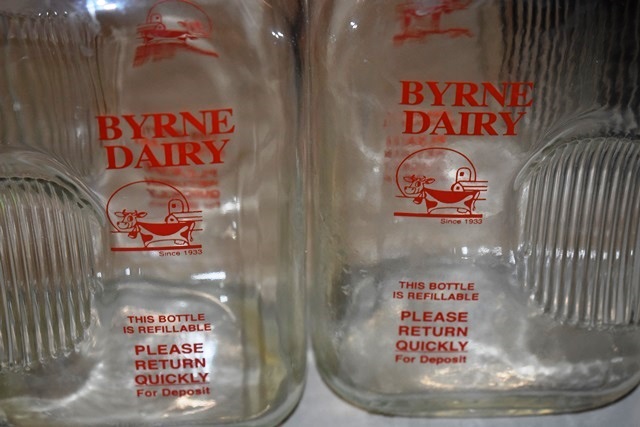 BYRNE
DAIRY
Since 1933
THIS BOTTLE
IS REFILLABLE
PLEASE
RETURN
QUICKLY
For Deposit
BYRNE
DAIRY
Since 1933
THIS BOTTLE
IS REFILLABLE
PLEASE
RETURN
QUICKLY
For Deposit